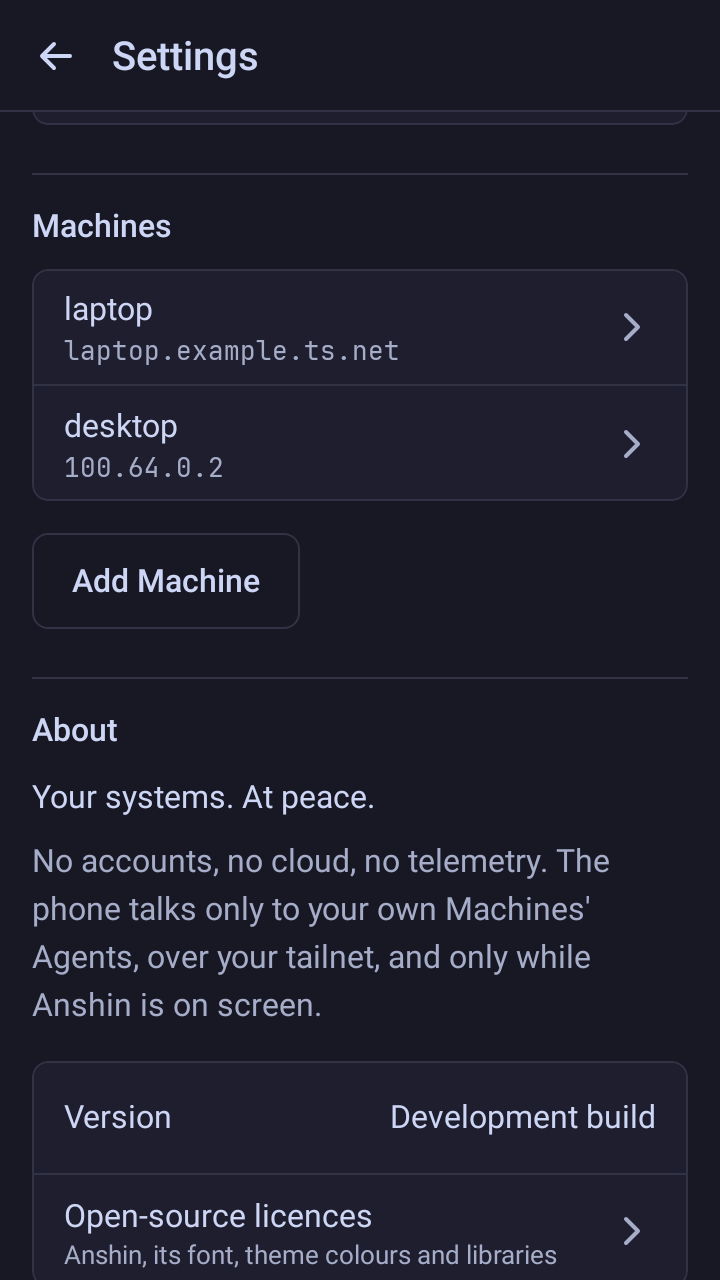 Settings
Machines
laptop
laptop.example.ts.net
desktop
100.64.0.2
Add Machine
About
Your systems. At peace.
No accounts, no cloud, no telemetry. The
phone talks only to your own Machines'
Agents, over your tailnet, and only while
Anshin is on screen.
Version Development build
Open-source licences
Anshin, its font, theme colours and libraries